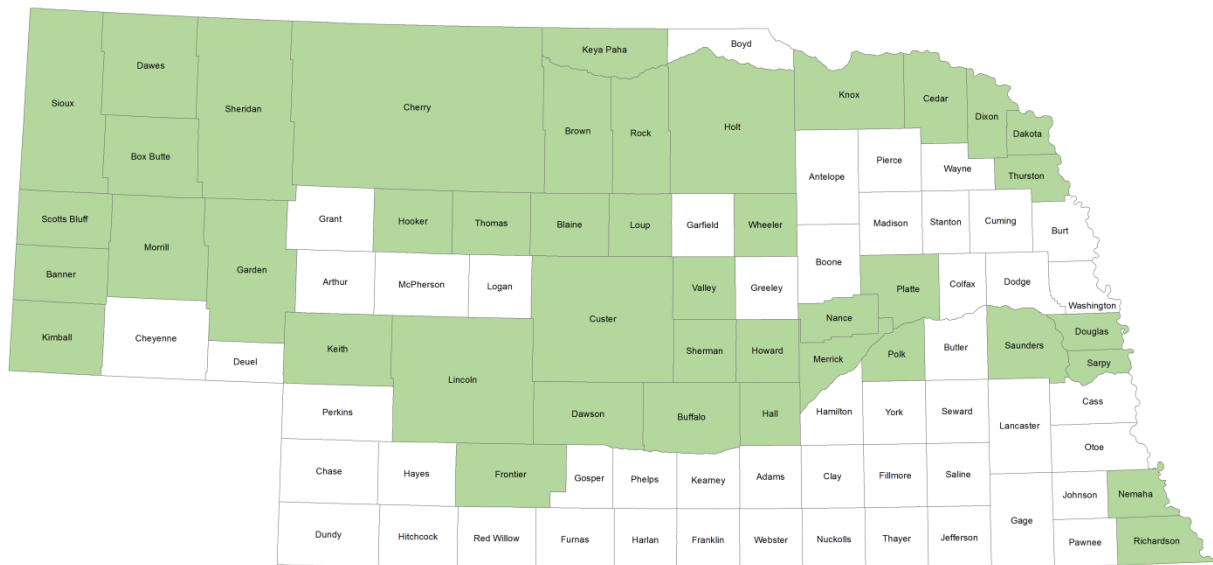 Boyd
Keya Paha
Dawes
Knox
Cedar
Sioux
Sheridan
Cherry
Dixon
Holt
Brown
Rock
Dakota
Box Butte
Pierce
Wayne
Antelope
Thurston
Scotts Bluff
Grant
Hooker
Thomas
Blaine
Loup
Garfield
Wheeler
Madison
Stanton
Cuming
Burt
Morrill
Garden
Boone
Banner
Arthur
McPherson
Logan
Valley
Greeley
Platte
Colfax
Dodge
Washington
Custer
Nance
Kimball
Cheyenne
Keith
Sherman
Howard
Merrick
Polk
Butler
Saunders
Douglas
Deuel
Sarpy
Lincoln
Perkins
Dawson
Buffalo
Hall
Hamilton
York
Seward
Cass
Lancaster
Otoe
Chase
Hayes
Frontier
Gosper
Phelps
Kearney
Adams
Clay
Fillmore
Saline
Johnson
Nemaha
Gage
Dundy
Hitchcock
Red Willow
Furnas
Harlan
Franklin
Webster
Nuckolls
Thayer
Jefferson
Pawnee
Richardson